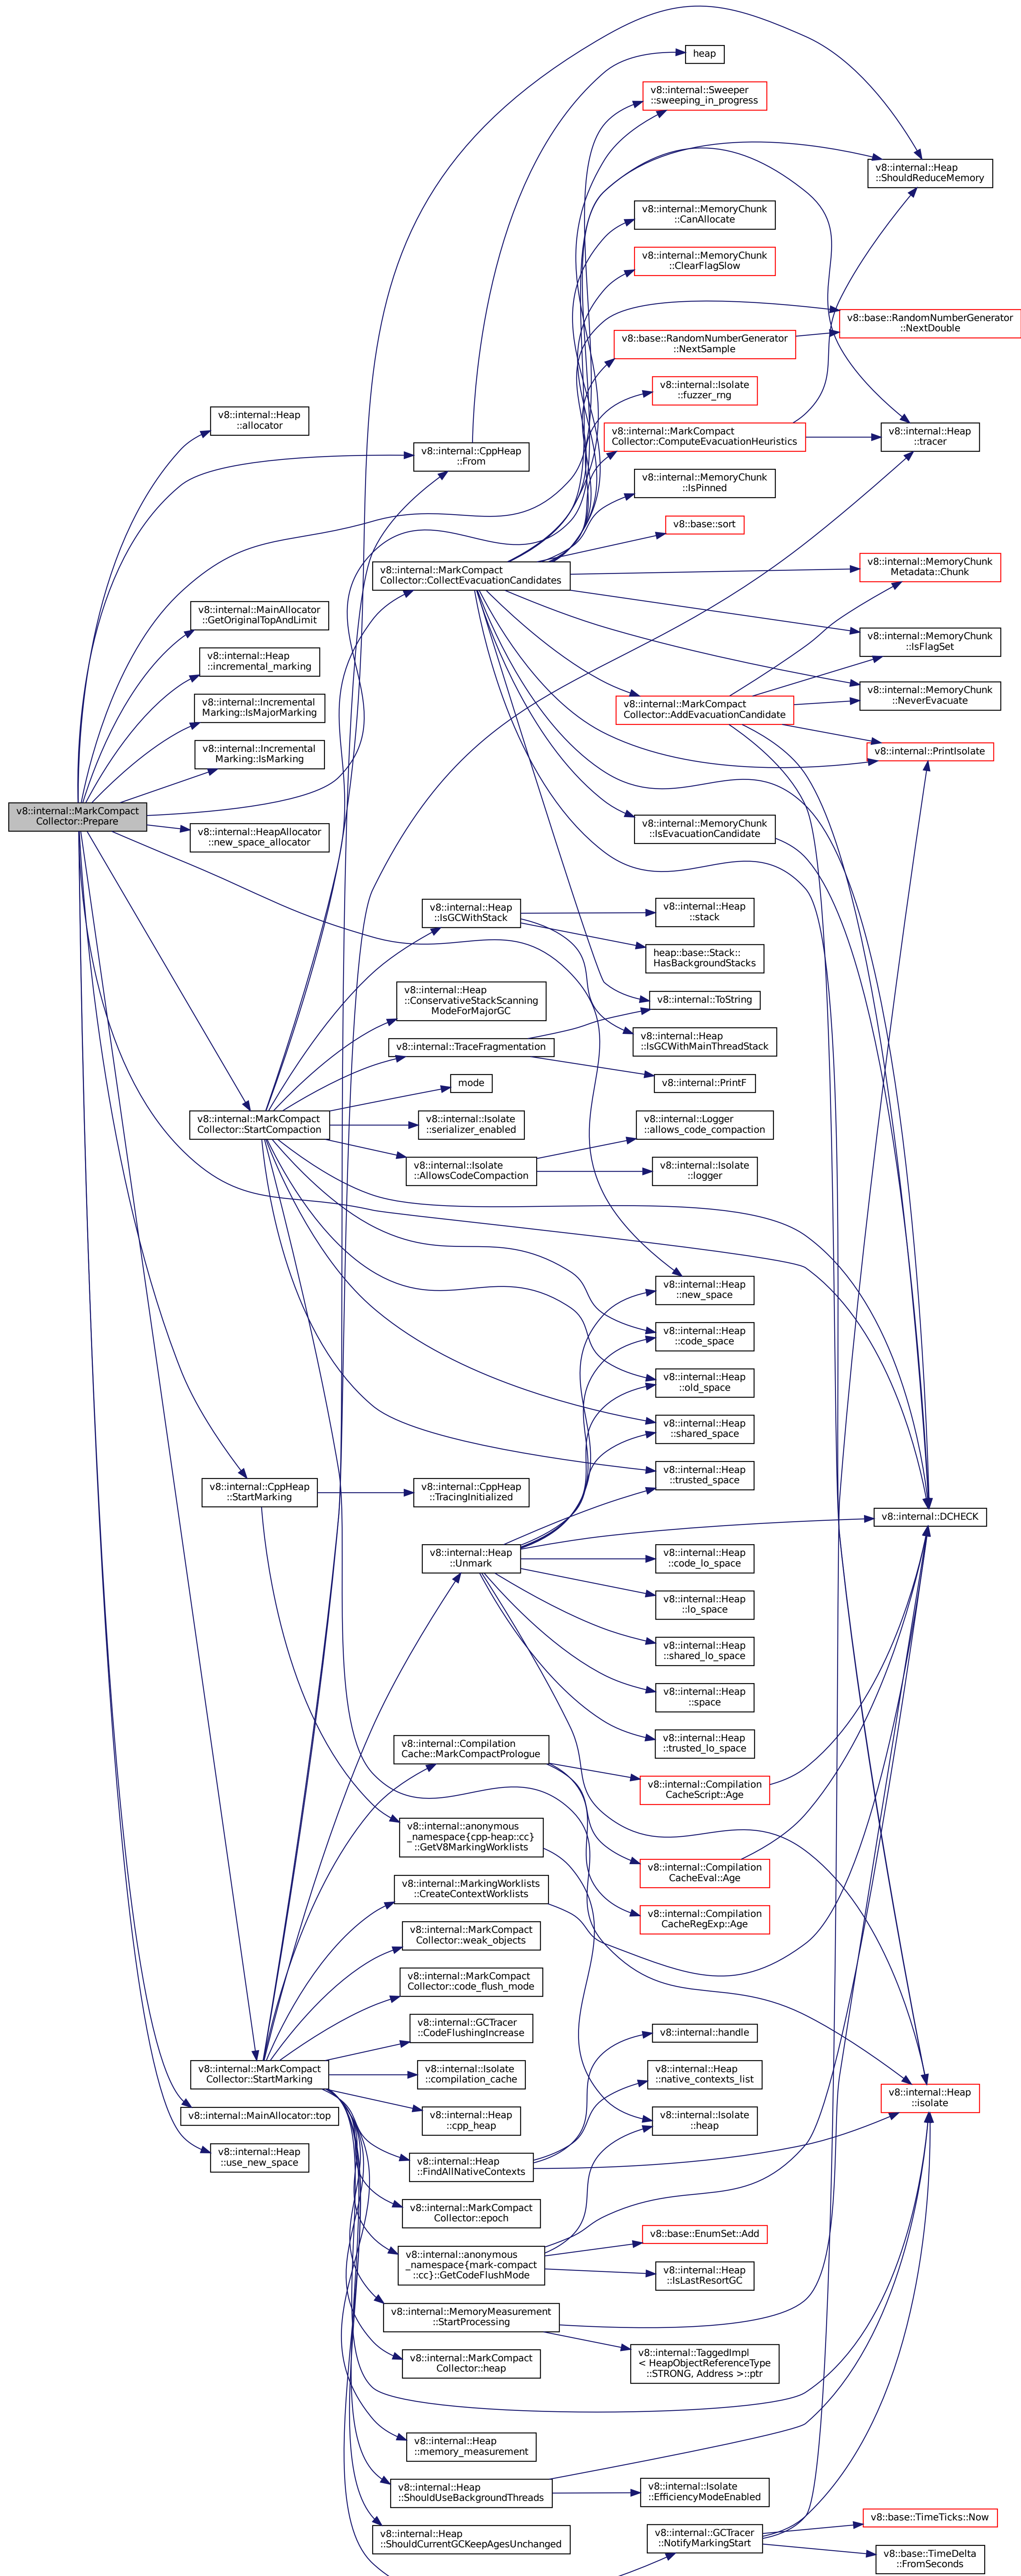 heap
v8::internal::Sweeper
::sweeping_in_progress
v8::internal::Heap
::ShouldReduceMemory
v8::internal::MemoryChunk
::CanAllocate
v8::internal::MemoryChunk
::ClearFlagSlow
v8::base::RandomNumberGenerator
::NextDouble
v8::base::RandomNumberGenerator
::NextSample
v8::internal::Isolate
::fuzzer_rng
v8::internal::Heap
::allocator
v8::internal::MarkCompact
Collector::ComputeEvacuationHeuristics
v8::internal::Heap
::tracer
v8::internal::CppHeap
::From
v8::internal::MemoryChunk
::IsPinned
v8::base::sort
v8::internal::MarkCompact
Collector::CollectEvacuationCandidates
v8::internal::MemoryChunk
Metadata::Chunk
v8::internal::MainAllocator
::GetOriginalTopAndLimit
v8::internal::MemoryChunk
::IsFlagSet
v8::internal::Heap
::incremental_marking
v8::internal::MemoryChunk
::NeverEvacuate
v8::internal::Incremental
Marking::IsMajorMarking
v8::internal::MarkCompact
Collector::AddEvacuationCandidate
v8::internal::Incremental
Marking::IsMarking
v8::internal::PrintIsolate
v8::internal::MarkCompact
Collector::Prepare
v8::internal::HeapAllocator
::new_space_allocator
v8::internal::MemoryChunk
::IsEvacuationCandidate
v8::internal::Heap
::IsGCWithStack
v8::internal::Heap
::stack
heap::base::Stack::
HasBackgroundStacks
v8::internal::Heap
::ConservativeStackScanning
ModeForMajorGC
v8::internal::ToString
v8::internal::Heap
::IsGCWithMainThreadStack
v8::internal::TraceFragmentation
v8::internal::PrintF
mode
v8::internal::MarkCompact
Collector::StartCompaction
v8::internal::Isolate
::serializer_enabled
v8::internal::Logger
::allows_code_compaction
v8::internal::Isolate
::AllowsCodeCompaction
v8::internal::Isolate
::logger
v8::internal::Heap
::new_space
v8::internal::Heap
::code_space
v8::internal::Heap
::old_space
v8::internal::Heap
::shared_space
v8::internal::Heap
::trusted_space
v8::internal::CppHeap
::StartMarking
v8::internal::CppHeap
::TracingInitialized
v8::internal::DCHECK
v8::internal::Heap
::Unmark
v8::internal::Heap
::code_lo_space
v8::internal::Heap
::lo_space
v8::internal::Heap
::shared_lo_space
v8::internal::Heap
::space
v8::internal::Heap
::trusted_lo_space
v8::internal::Compilation
Cache::MarkCompactPrologue
v8::internal::Compilation
CacheScript::Age
v8::internal::anonymous
_namespace{cpp-heap::cc}
::GetV8MarkingWorklists
v8::internal::Compilation
CacheEval::Age
v8::internal::MarkingWorklists
::CreateContextWorklists
v8::internal::Compilation
CacheRegExp::Age
v8::internal::MarkCompact
Collector::weak_objects
v8::internal::MarkCompact
Collector::code_flush_mode
v8::internal::GCTracer
::CodeFlushingIncrease
v8::internal::handle
v8::internal::MarkCompact
Collector::StartMarking
v8::internal::Isolate
::compilation_cache
v8::internal::Heap
::native_contexts_list
v8::internal::Heap
::isolate
v8::internal::MainAllocator::top
v8::internal::Heap
::cpp_heap
v8::internal::Isolate
::heap
v8::internal::Heap
::use_new_space
v8::internal::Heap
::FindAllNativeContexts
v8::internal::MarkCompact
Collector::epoch
v8::base::EnumSet::Add
v8::internal::anonymous
_namespace{mark-compact
::cc}::GetCodeFlushMode
v8::internal::Heap
::IsLastResortGC
v8::internal::MemoryMeasurement
::StartProcessing
v8::internal::TaggedImpl
< HeapObjectReferenceType
::STRONG, Address >::ptr
v8::internal::MarkCompact
Collector::heap
v8::internal::Heap
::memory_measurement
v8::internal::Heap
::ShouldUseBackgroundThreads
v8::internal::Isolate
::EfficiencyModeEnabled
v8::internal::Heap
::ShouldCurrentGCKeepAgesUnchanged
v8::internal::GCTracer
::NotifyMarkingStart
v8::base::TimeTicks::Now
v8::base::TimeDelta
::FromSeconds